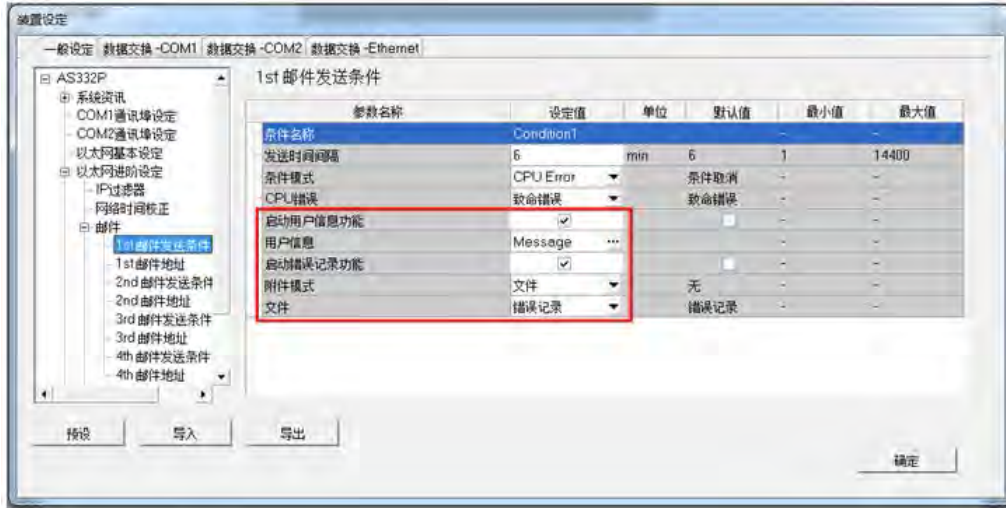 装置设定
一般设定 数据交换 -COM1 数据交换 -COM2 数据交换 -Ethernet
AS332P
系统资讯
COM1通讯埠设定
COM2通讯埠设定
以太网基本设定
以太网进阶设定
IP过滤器
网络时间校正
邮件
1st邮件发送条件
1st邮件地址
2nd邮件发送条件
2nd邮件地址
3rd邮件发送条件
3rd邮件地址
4th邮件发送条件
4th邮件地址
1st 邮件发送条件
参数名称 设定值 单位 默认值 最小值 最大值
条件名称 Condition1 - -
发送时间间隔 6 min 6 1 14400
条件模式 CPU Error 条件取消 - -
CPU错误 致命错误 致命错误 - -
启动用户信息功能 - -
用户信息 Message ... - -
启动错误记录功能 - -
附件模式 文件 无 - -
文件 错误记录 错误记录 - -
预设 导入 导出
确定